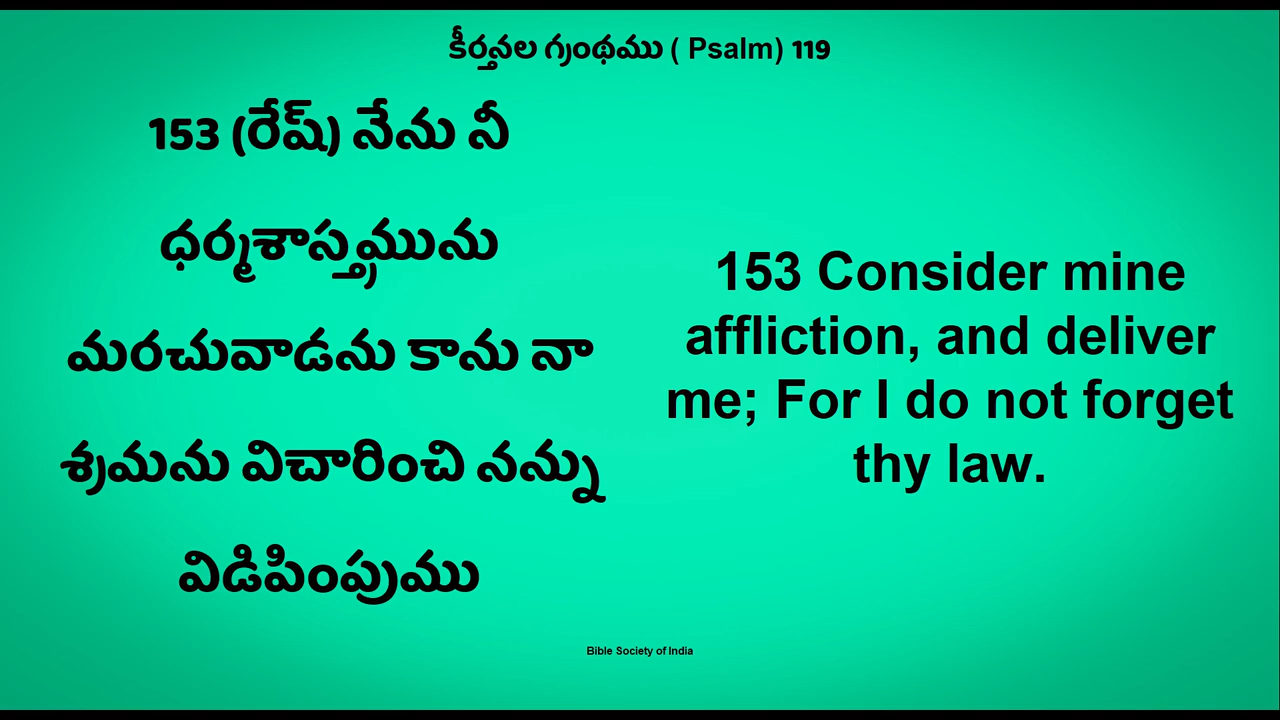 కీర్తనల గ్రంథము ( Psalm) 119
153 (రేష్) నేను నీ
ధర్మశాస్త్రమును
మరచువాడను కాను నా
శ్రమను విచారించి నన్ను
విడిపింపుము
153 Consider mine
affliction, and deliver
me; For I do not forget
thy law.
Bible Society of India